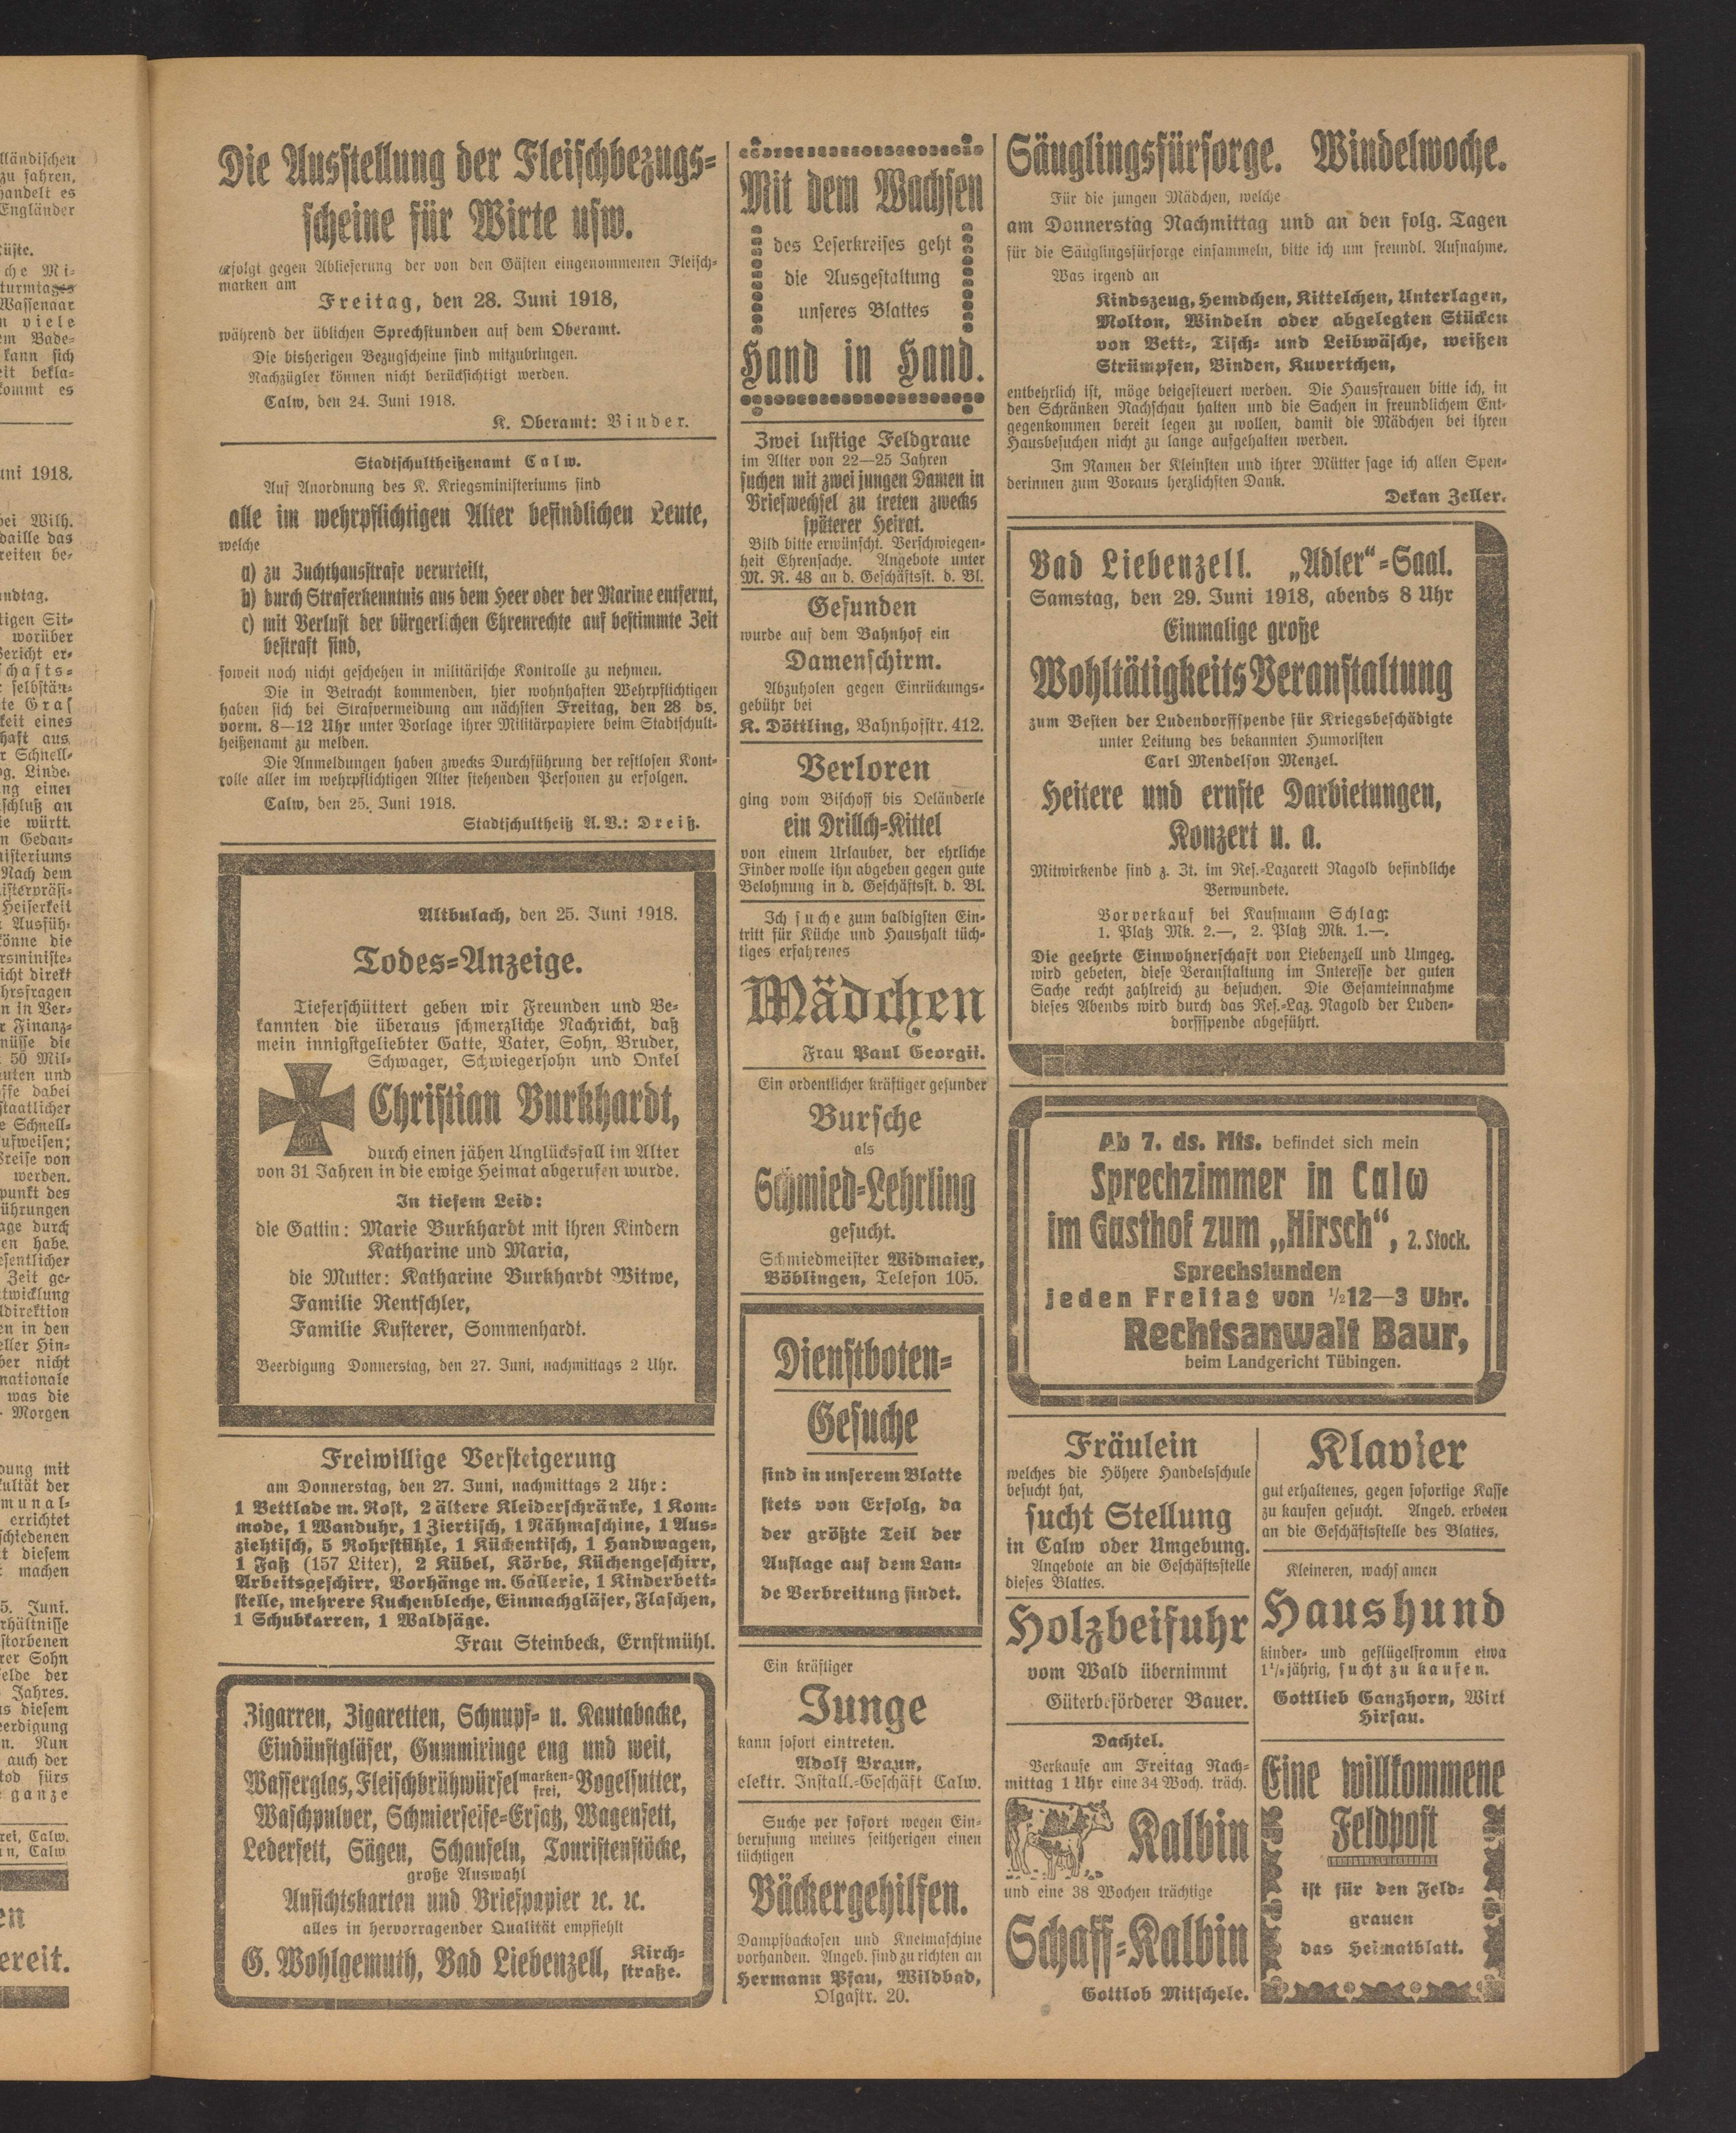 Die Ausstellung der Fleischbezugs-
scheine für Wirte usw.
erfolgt gegen Ablieferung der von den Gästen eingenommenen Fleisch-
marken am
Freitag, den 28. Juni 1918,
während der üblichen Sprechstunden auf dem Oberamt.
Die bisherigen Bezugscheine sind mitzubringen.
Nachzügler können nicht berücksichtigt werden.
Calw, den 24. Juni 1918.
K. Oberamt: Binder.
Stadtschultheißenamt Calw.
Auf Anordnung des K. Kriegsministeriums sind
alle im wehrpflichtigen Alter befindlichen Leute,
welche
a) zu Zuchthausstrafe verurteilt,
b) durch Straferkenntnis aus dem Heer oder der Marine entfernt,
c) mit Verlust der bürgerlichen Ehrenrechte auf bestimmte Zeit
bestraft sind,
soweit noch nicht geschehen in militärische Kontrolle zu nehmen.
Die in Betracht kommenden, hier wohnhaften Wehrpflichtigen
haben sich bei Strafvermeidung am nächsten Freitag, den 28 ds.
vorm. 8—12 Uhr unter Vorlage ihrer Militärpapiere beim Stadtschult-
heißenamt zu melden.
Die Anmeldungen haben zwecks Durchführung der restlosen Kont-
rolle aller im wehrpflichtigen Alter stehenden Personen zu erfolgen.
Calw, den 25. Juni 1918.
Stadtschultheiß A. V.: Dreiß.
Altbulach, den 25. Juni 1918.
Todes-Anzeige.
Tieferschüttert geben wir Freunden und Be-
kannten die überaus schmerzliche Nachricht, daß
mein innigstgeliebter Gatte, Vater, Sohn, Bruder,
Schwager, Schwiegersohn und Onkel
Christian Burkhardt,
durch einen jähen Unglücksfall im Alter
von 31 Jahren in die ewige Heimat abgerufen wurde.
In tiefem Leid:
die Gattin: Marie Burkhardt mit ihren Kindern
Katharine und Maria,
die Mutter: Katharine Burkhardt Witwe,
Familie Rentschler,
Familie Kusterer, Sommenhardt.
Beerdigung Donnerstag, den 27. Juni, nachmittags 2 Uhr.
Freiwillige Versteigerung
am Donnerstag, den 27. Juni, nachmittags 2 Uhr:
1 Bettlade m. Rost, 2 ältere Kleiderschränke, 1 Kom-
mode, 1 Wanduhr, 1 Ziertisch, 1 Nähmaschine, 1 Aus-
ziehtisch, 5 Rohrstühle, 1 Küchentisch, 1 Handwagen,
1 Faß (157 Liter), 2 Kübel, Körbe, Küchengeschirr,
Arbeitsgeschirr, Vorhänge m. Gallerie, 1 Kinderbett-
stelle, mehrere Kuchenbleche, Einmachgläser, Flaschen,
1 Schubkarren, 1 Waldsäge.
Frau Steinbeck, Ernstmühl.
Zigarren, Zigaretten, Schnupf- u. Kautabacke,
Eindünstgläser, Gummiringe eng und weit,
Wasserglas, Fleischbrühwürfel marken-frei, Vogelfutter,
Waschpulver, Schmierseife-Ersatz, Wagenfett,
Lederfett, Sägen, Schaufeln, Touristenstöcke,
große Auswahl
Ansichtskarten und Briefpapier ꝛc. ꝛc.
alles in hervorragender Qualität empfiehlt
G. Wohlgemuth, Bad Liebenzell, Kirch-straße.
Mit dem Wachsen
des Leserkreises geht
die Ausgestaltung
unseres Blattes
Hand in Hand.
Zwei lustige Feldgraue
im Alter von 22—25 Jahren
suchen mit zwei jungen Damen in
Briefwechsel zu treten zwecks
späterer Heirat.
Bild bitte erwünscht. Verschwiegen-
heit Ehrensache. Angebote unter
M. R. 48 an d. Geschäftsst. d. Bl.
Gefunden
wurde auf dem Bahnhof ein
Damenschirm.
Abzuholen gegen Einrückungs-
gebühr bei
K. Döttling, Bahnhofstr. 412.
Verloren
ging vom Bischoff bis Oeländerle
ein Drillch-Kittel
von einem Urlauber, der ehrliche
Finder wolle ihn abgeben gegen gute
Belohnung in d. Geschäftsst. d. Bl.
Ich suche zum baldigsten Ein-
tritt für Küche und Haushalt tüch-
tiges erfahrenes
Mädchen
Frau Paul Georgii.
Ein ordentlicher kräftiger gesunder
Bursche
als
Schmied-Lehrling
gesucht.
Schmiedmeister Widmaier,
Böblingen, Telefon 105.
Dienstboten-
Gesuche
sind in unserem Blatte
stets von Erfolg, da
der größte Teil der
Auflage auf dem Lan-
de Verbreitung findet.
Ein kräftiger
Junge
kann sofort eintreten.
Adolf Braun,
elektr. Install.-Geschäft Calw.
Suche per sofort wegen Ein-
berufung meines seitherigen einen
tüchtigen
Bäckergehilfen.
Dampfbackofen und Knetmaschine
vorhanden. Angeb. sind zu richten an
Hermann Pfau, Wildbad,
Olgastr. 20.
Säuglingsfürsorge. Windelwoche.
Für die jungen Mädchen, welche
am Donnerstag Nachmittag und an den folg. Tagen
für die Säuglingsfürsorge einsammeln, bitte ich um freundl. Aufnahme.
Was irgend an
Kindszeug, Hemdchen, Kittelchen, Unterlagen,
Molton, Windeln oder abgelegten Stücken
von Bett-, Tisch- und Leibwäsche, weißen
Strümpfen, Binden, Kuvertchen,
entbehrlich ist, möge beigesteuert werden. Die Hausfrauen bitte ich, in
den Schränken Nachschau halten und die Sachen in freundlichem Ent-
gegenkommen bereit legen zu wollen, damit die Mädchen bei ihren
Hausbesuchen nicht zu lange aufgehalten werden.
Im Namen der Kleinsten und ihrer Mütter sage ich allen Spen-
derinnen zum Voraus herzlichsten Dank.
Dekan Zeller.
Bad Liebenzell. „Adler“-Saal.
Samstag, den 29. Juni 1918, abends 8 Uhr
Einmalige große
WohltätigkeitsVeranstaltung
zum Besten der Ludendorffspende für Kriegsbeschädigte
unter Leitung des bekannten Humoristen
Carl Mendelson Menzel.
Heitere und ernste Darbietungen,
Konzert u. a.
Mitwirkende sind z. Zt. im Res.-Lazarett Nagold befindliche
Verwundete.
Vorverkauf bei Kaufmann Schlag:
1. Platz Mk. 2.—, 2. Platz Mk. 1.—.
Die geehrte Einwohnerschaft von Liebenzell und Umgeg.
wird gebeten, diese Veranstaltung im Interesse der guten
Sache recht zahlreich zu besuchen. Die Gesamteinnahme
dieses Abends wird durch das Res.-Laz. Nagold der Luden-
dorffspende abgeführt.
Ab 7. ds. Mts. befindet sich mein
Sprechzimmer in Calw
im Gasthof zum „Hirsch“, 2. Stock.
Sprechstunden
jeden Freitag von ½12—3 Uhr.
Rechtsanwalt Baur,
beim Landgericht Tübingen.
Fräulein
welches die Höhere Handelsschule
besucht hat,
sucht Stellung
in Calw oder Umgebung.
Angebote an die Geschäftsstelle
dieses Blattes.
Holzbeifuhr
vom Wald übernimmt
Güterbeförderer Bauer.
Dachtel.
Verkaufe am Freitag Nach-
mittag 1 Uhr eine 34 Woch. träch.
Kalbin
und eine 38 Wochen trächtige
Schaff-Kalbin
Gottlob Mitschele.
Klavier
gut erhaltenes, gegen sofortige Kasse
zu kaufen gesucht. Angeb. erbeten
an die Geschäftsstelle des Blattes.
Kleineren, wachsamen
Haushund
kinder- und geflügelfromm etwa
1½jährig, sucht zu kaufen.
Gottlieb Ganzhorn, Wirt
Hirsau.
Eine willkommene
Feldpost
ist für den Feld-
grauen
das Heimatblatt.